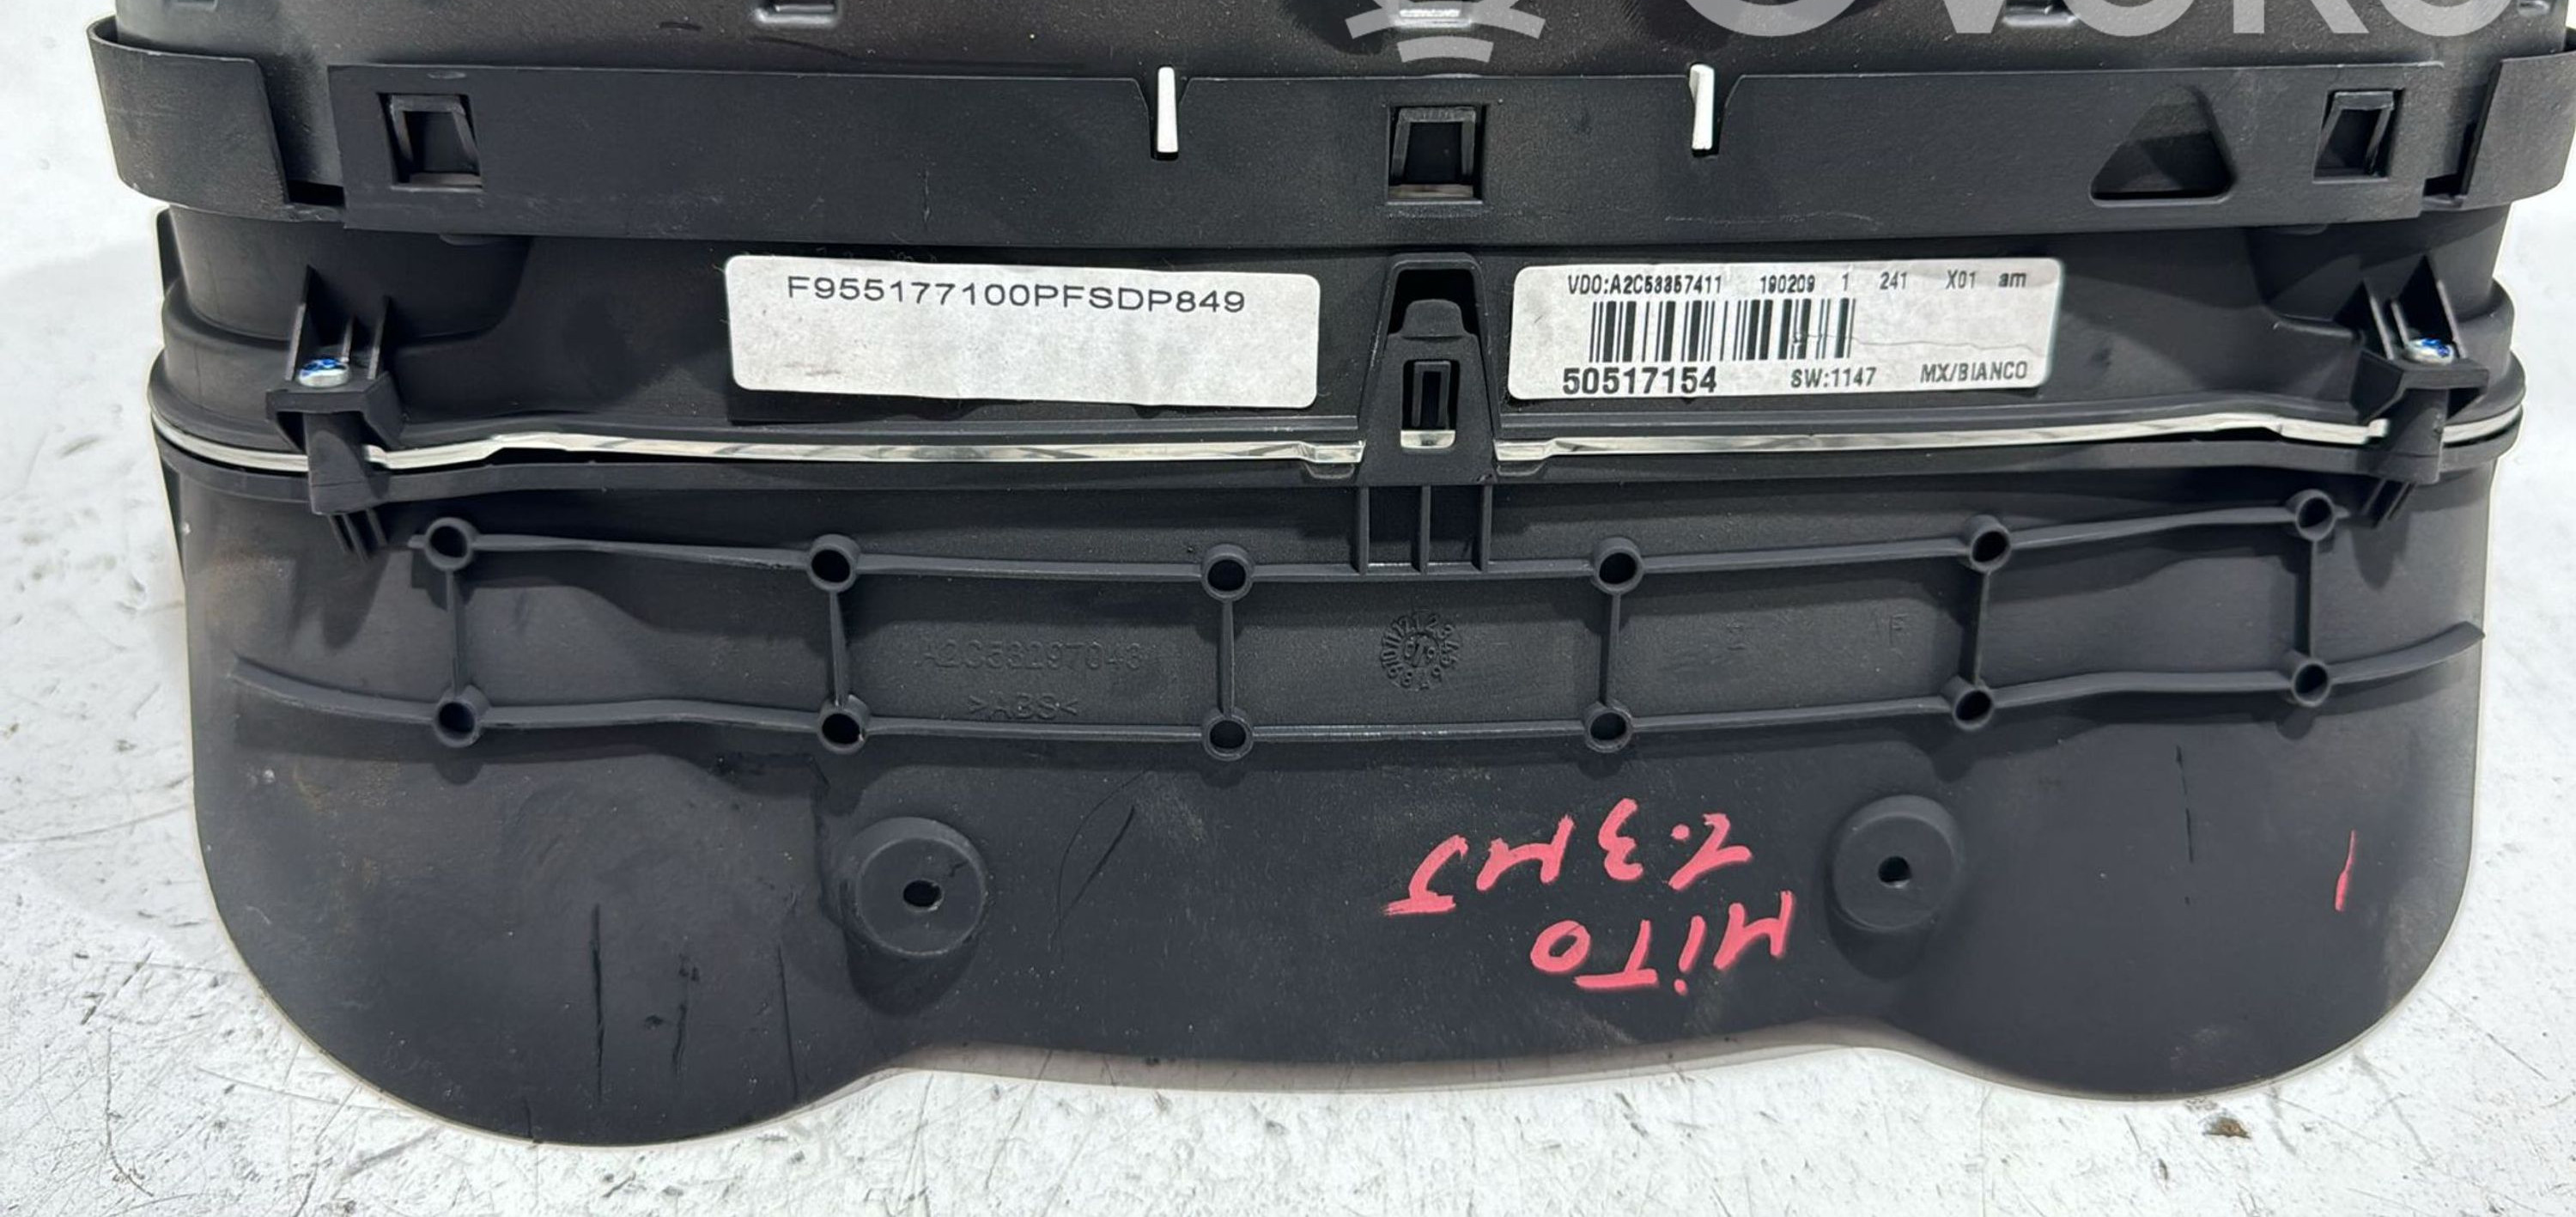 F955177100PFSDP849
VDO:A2C53357411 190209 1 241 X01 am
50517154 SW:1147 MX/BIANCO
A2C53297043
>ABS<
MiTO
1.3 MJ